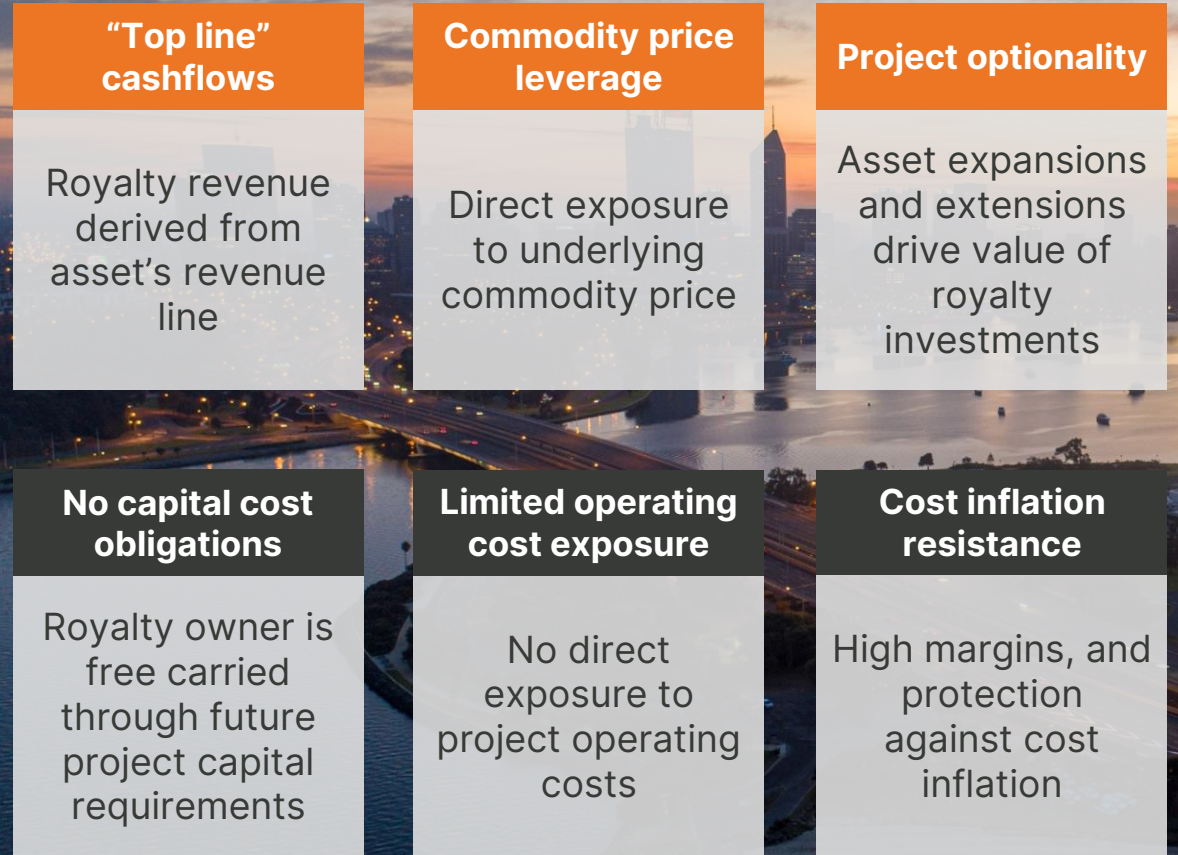 “Top line”
cashflows
Royalty revenue
derived from
asset’s revenue
line
Commodity price
leverage
Direct exposure
to underlying
commodity price
Project optionality
Asset expansions
and extensions
drive value of
royalty
investments
No capital cost
obligations
Royalty owner is
free carried
through future
project capital
requirements
Limited operating
cost exposure
No direct
exposure to
project operating
costs
Cost inflation
resistance
High margins, and
protection
against cost
inflation